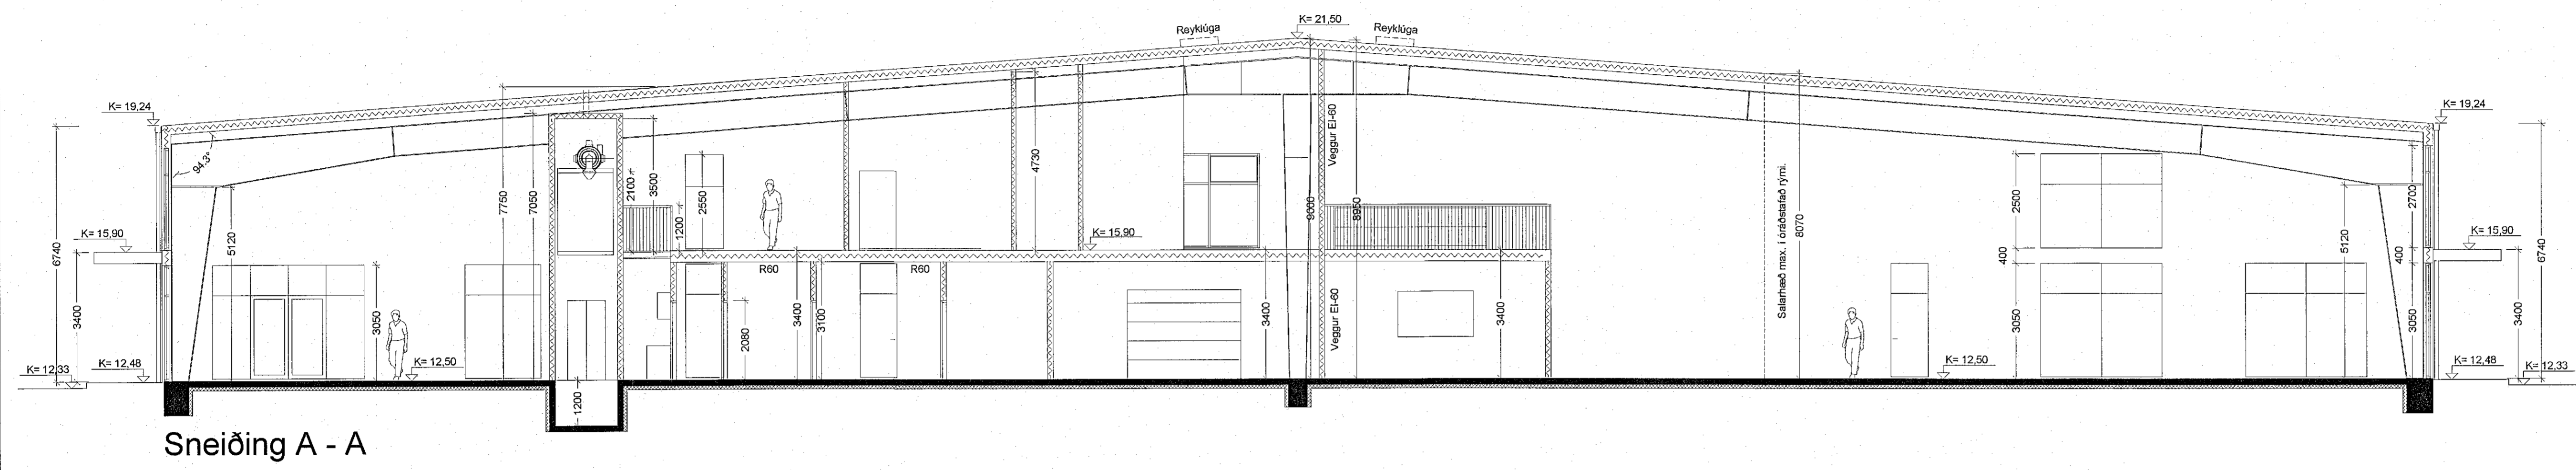 K= 21,50
Reyklúga
Reyklúga
K= 19,24
K= 19,24
94.3°
6740
K= 15,90
3400
K= 12,33
K= 12,48
5120
3050
K= 12,50
7750
7050
1200
2100
3500
1200
2550
4730
K= 15,90
R60
R60
2080
3400
3100
3400
9000
Veggur EI-60
Veggur EI-60
8950
3400
Salarhæð max. í óráðstafað rými.
8070
K= 12,50
2500
400
3050
5120
2700
400
3050
K= 15,90
3400
6740
K= 12,48
K= 12,33
Sneiðing A - A